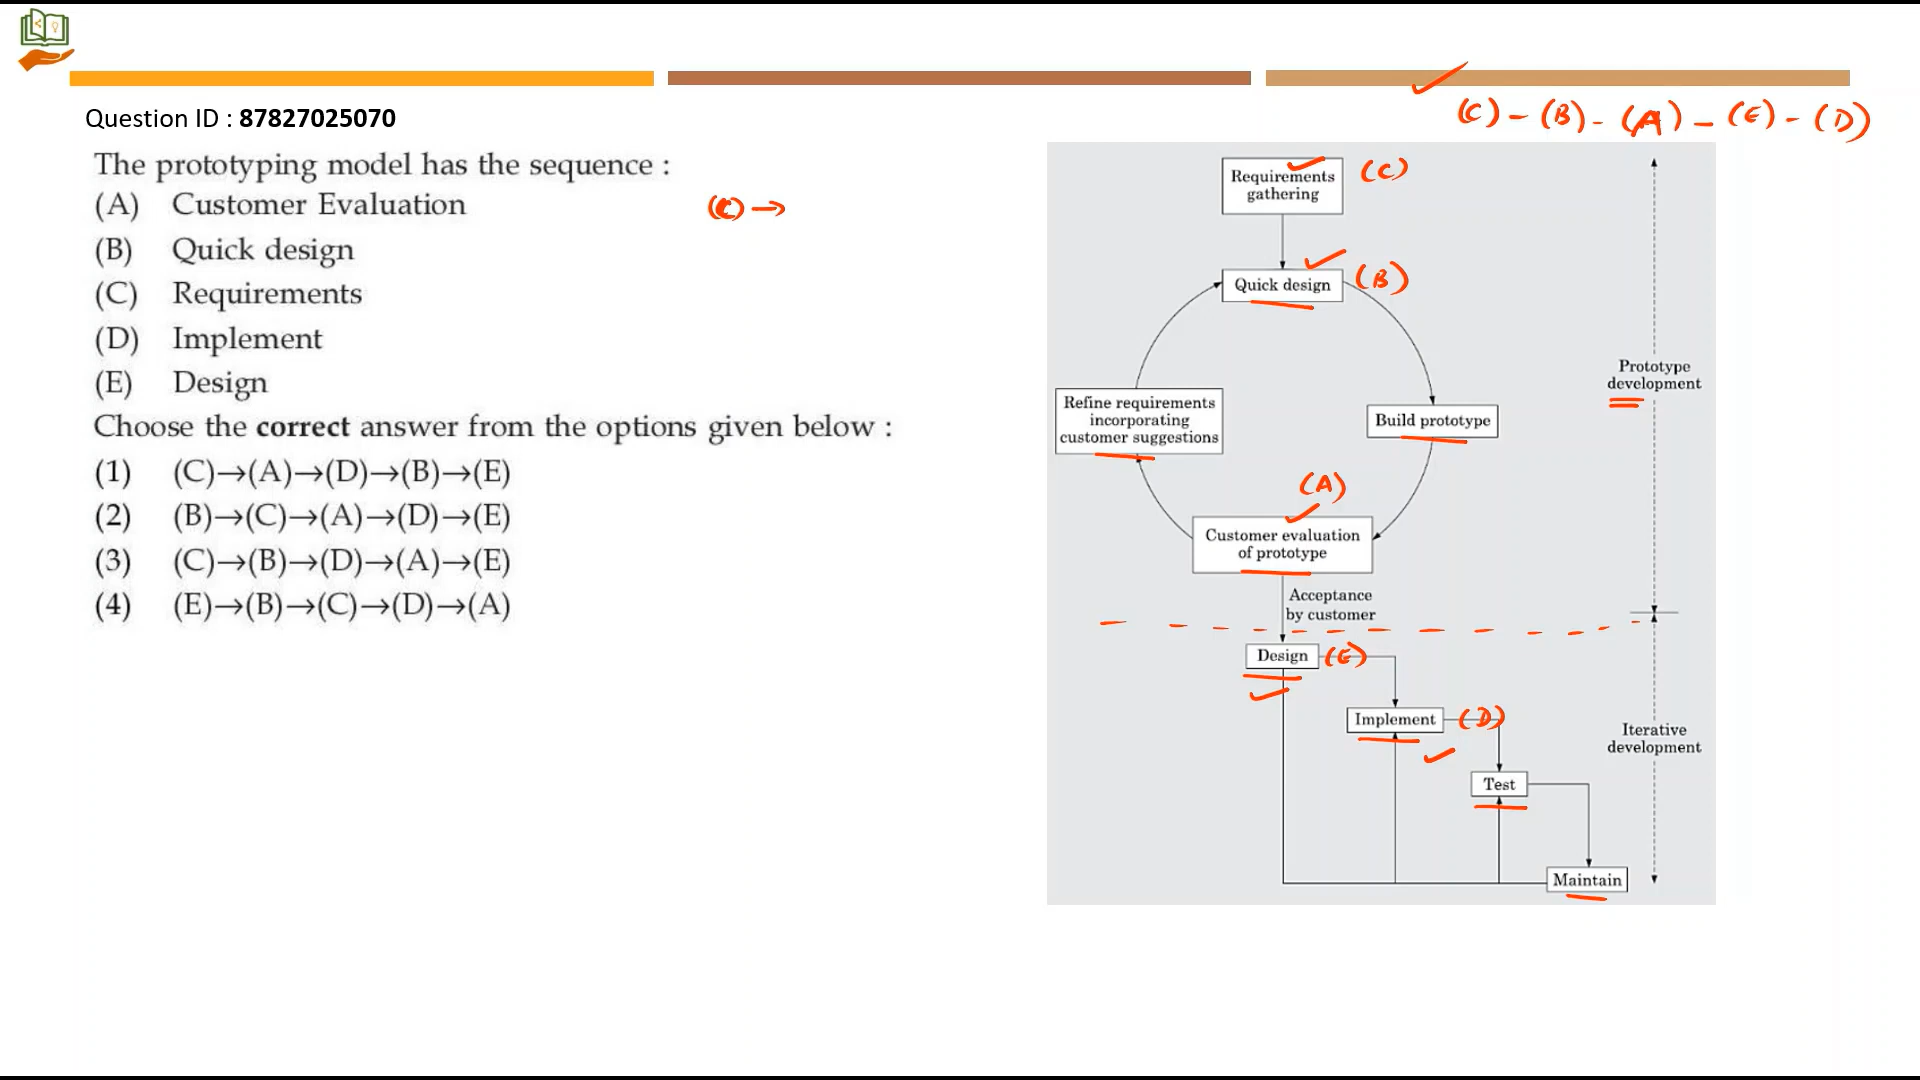 Question ID : 87827025070
The prototyping model has the sequence :
(A) Customer Evaluation
(B) Quick design
(C) Requirements
(D) Implement
(E) Design
Choose the correct answer from the options given below :
(1) (C)→(A)→(D)→(B)→(E)
(2) (B)→(C)→(A)→(D)→(E)
(3) (C)→(B)→(D)→(A)→(E)
(4) (E)→(B)→(C)→(D)→(A)
(C) →
(C) - (B) - (A) - (E) - (D)
Requirements
gathering
(C)
Quick design
(B)
Prototype
development
Refine requirements
incorporating
customer suggestions
Build prototype
(A)
Customer evaluation
of prototype
Acceptance
by customer
Design
(E)
Implement
(D)
Iterative
development
Test
Maintain